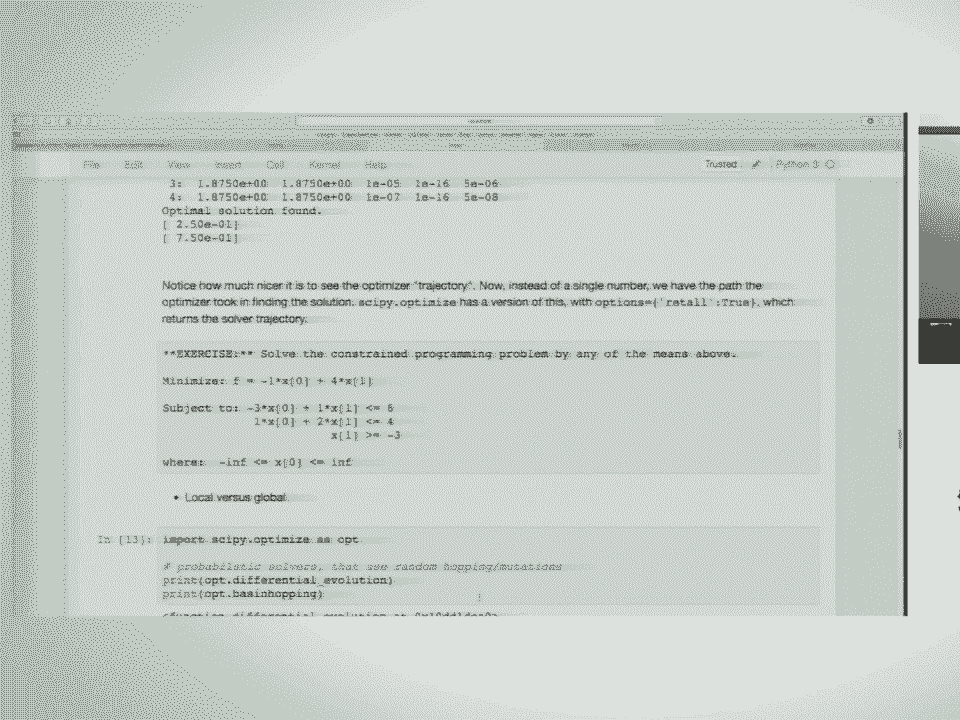 File Edit View Insert Cell Kernel Help Trusted Python 3
3: 1.8750e+00 1.8750e+00 1e-05 1e-16 5e-06
4: 1.8750e+00 1.8750e+00 1e-07 1e-16 5e-08
Optimal solution found.
[ 2.50e-01]
[ 7.50e-01]
Notice how much nicer it is to see the optimizer "trajectory". Now, instead of a single number, we have the path the
optimizer took in finding the solution. scipy.optimize has a version of this, with options={'retall':True}, which
returns the solver trajectory.
**EXERCISE:** Solve the constrained programming problem by any of the means above.
Minimize: f = -1*x[0] + 4*x[1]
Subject to: -3*x[0] + 1*x[1] <= 6
1*x[0] + 2*x[1] <= 4
x[1] >= -3
where: -inf <= x[0] <= inf
• Local versus global
In [13]: import scipy.optimize as opt
# probabilstic solvers, that use random hopping/mutations
print(opt.differential_evolution)
print(opt.basinhopping)
<function differential_evolution at